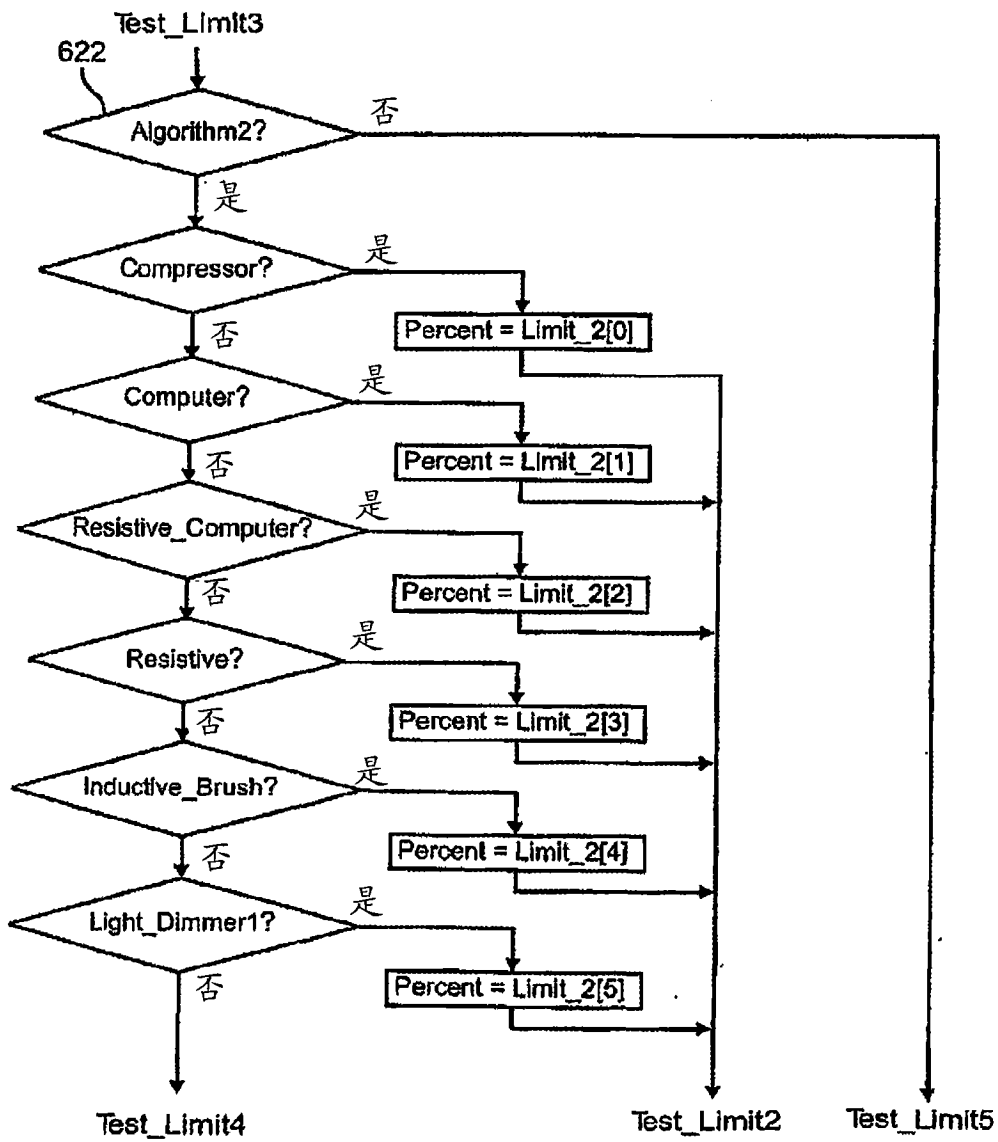 Test_Limit3
622
Algorithm2?
否
是
Compressor?
是
Percent = Limit_2[0]
否
Computer?
是
Percent = Limit_2[1]
否
Resistive_Computer?
是
Percent = Limit_2[2]
否
Resistive?
是
Percent = Limit_2[3]
否
Inductive_Brush?
是
Percent = Limit_2[4]
否
Light_Dimmer1?
是
Percent = Limit_2[5]
否
Test_Limit4
Test_Limit2
Test_Limit5